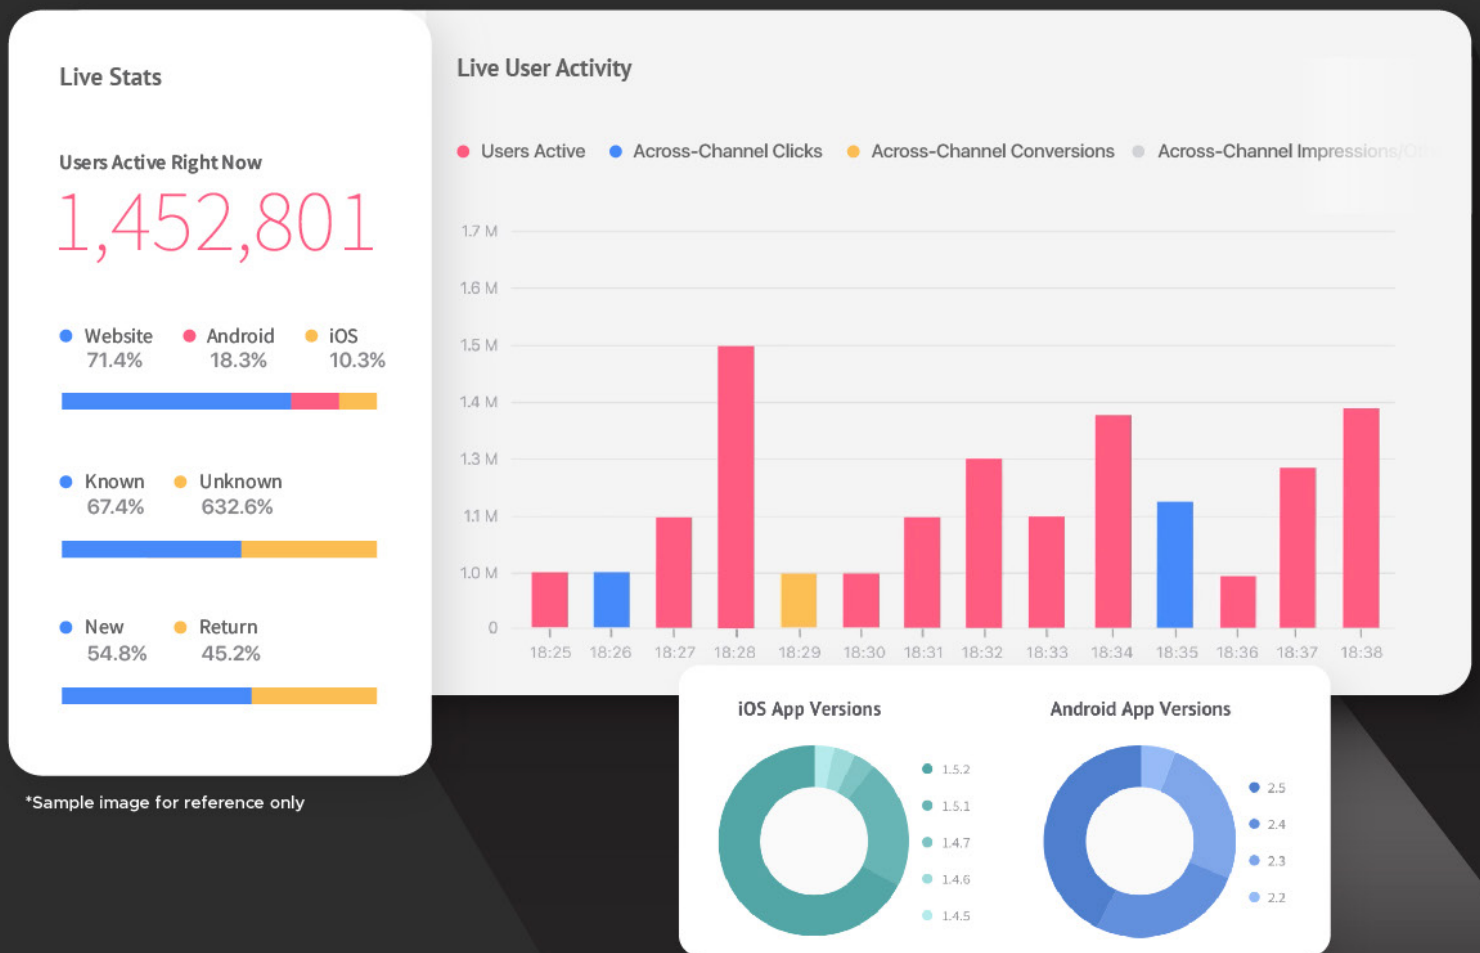 Live Stats
Users Active Right Now
1,452,801
Website Android iOS
71.4% 18.3% 10.3%
Known Unknown
67.4% 632.6%
New Return
54.8% 45.2%
*Sample image for reference only
Live User Activity
Users Active Across-Channel Clicks Across-Channel Conversions Across-Channel Impressions/
1.7 M
1.6 M
1.5 M
1.4 M
1.3 M
1.1 M
1.0 M
0
18:25 18:26 18:27 18:28 18:29 18:30 18:31 18:32 18:33 18:34 18:35 18:36 18:37 18:38
iOS App Versions
1.5.2
1.5.1
1.4.7
1.4.6
1.4.5
Android App Versions
2.5
2.4
2.3
2.2